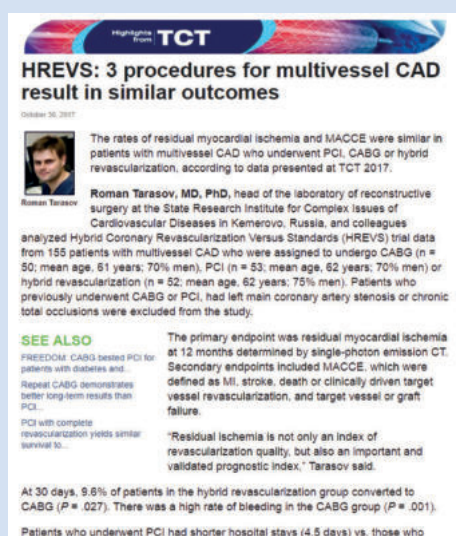 Highlights
from TCT
HREVS: 3 procedures for multivessel CAD
result in similar outcomes
October 30, 2017
The rates of residual myocardial ischemia and MACCE were similar in
patients with multivessel CAD who underwent PCI, CABG or hybrid
revascularization, according to data presented at TCT 2017.
Roman Tarasov
Roman Tarasov, MD, PhD, head of the laboratory of reconstructive
surgery at the State Research Institute for Complex Issues of
Cardiovascular Diseases in Kemerovo, Russia, and colleagues
analyzed Hybrid Coronary Revascularization Versus Standards (HREVS) trial data
from 155 patients with multivessel CAD who were assigned to undergo CABG (n =
50; mean age, 61 years; 70% men), PCI (n = 53; mean age, 62 years; 70% men) or
hybrid revascularization (n = 52; mean age, 62 years; 75% men). Patients who
previously underwent CABG or PCI, had left main coronary artery stenosis or chronic
total occlusions were excluded from the study.
SEE ALSO
FREEDOM: CABG bested PCI for
patients with diabetes and...
Repeat CABG demonstrates
better long-term results than
PCI...
PCI with complete
revascularization yields similar
survival to...
The primary endpoint was residual myocardial ischemia
at 12 months determined by single-photon emission CT.
Secondary endpoints included MACCE, which were
defined as MI, stroke, death or clinically driven target
vessel revascularization, and target vessel or graft
failure.
“Residual ischemia is not only an index of
revascularization quality, but also an important and
validated prognostic index,” Tarasov said.
At 30 days, 9.6% of patients in the hybrid revascularization group converted to
CABG (P = .027). There was a high rate of bleeding in the CABG group (P = .001).
Patients who underwent PCI had shorter hospital stays (4.5 days) vs. those who